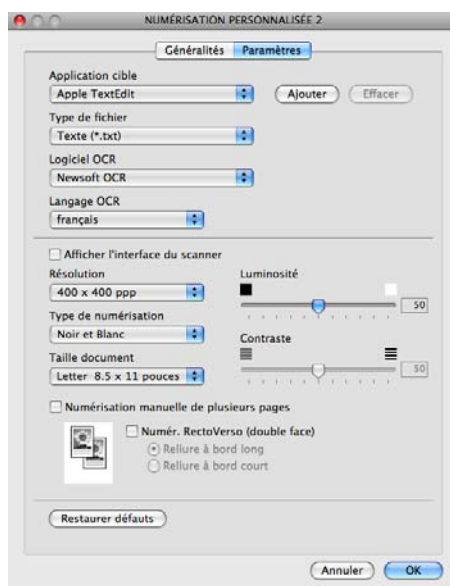 NUMÉRISATION PERSONNALISÉE 2
Généralités Paramètres
Application cible
Apple TextEdit Ajouter Effacer
Type de fichier
Texte (*.txt)
Logiciel OCR
Newsoft OCR
Langage OCR
français
Afficher l'interface du scanner
Résolution Luminosité
400 x 400 ppp 50
Type de numérisation
Noir et Blanc Contraste
Taille document 50
Letter 8.5 x 11 pouces
Numérisation manuelle de plusieurs pages
Numér. RectoVerso (double face)
Reliure à bord long
Reliure à bord court
Restaurer défauts
Annuler OK